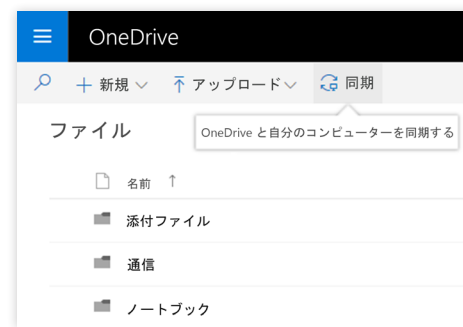 OneDrive
新規 アップロード 同期
ファイル
OneDrive と自分のコンピューターを同期する
名前 ↑
添付ファイル
通信
ノートブック